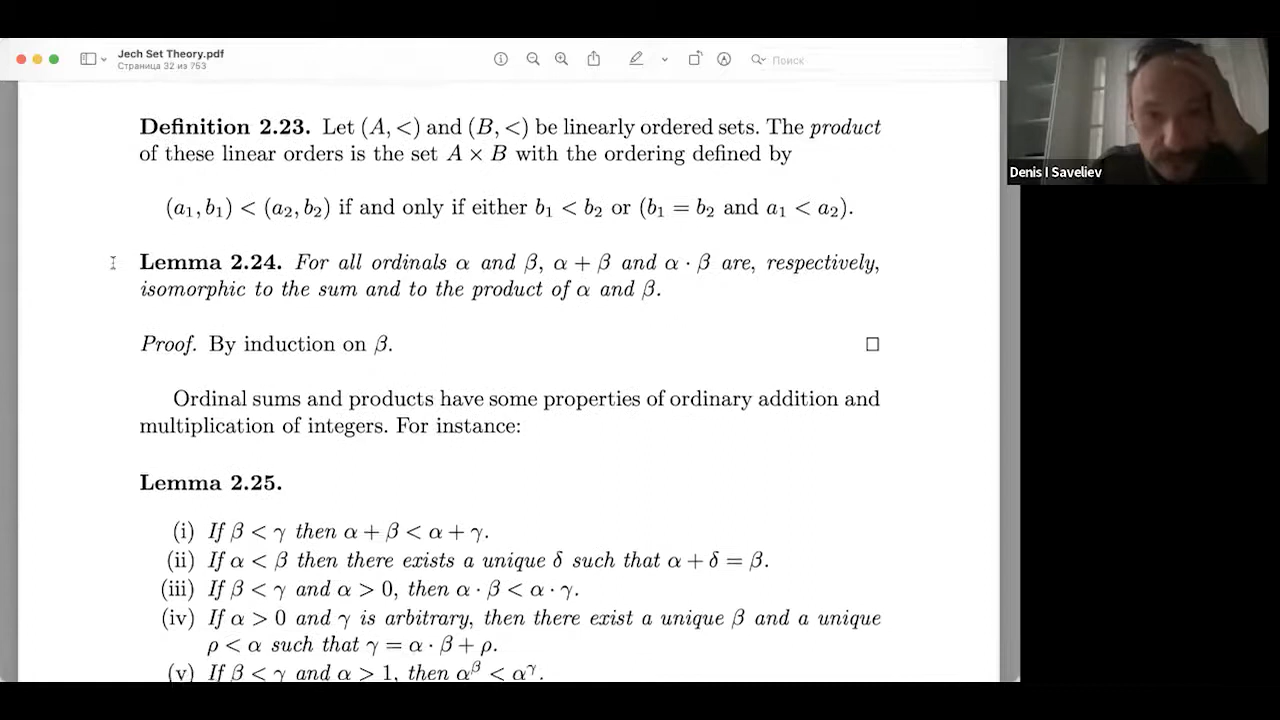 Jech Set Theory.pdf
Страница 32 из 753
Поиск
Definition 2.23. Let (A, <) and (B, <) be linearly ordered sets. The product
of these linear orders is the set A × B with the ordering defined by
(a₁, b₁) < (a₂, b₂) if and only if either b₁ < b₂ or (b₁ = b₂ and a₁ < a₂).
Lemma 2.24. For all ordinals α and β, α + β and α · β are, respectively,
isomorphic to the sum and to the product of α and β.
Proof. By induction on β. □
Ordinal sums and products have some properties of ordinary addition and
multiplication of integers. For instance:
Lemma 2.25.
(i) If β < γ then α + β < α + γ.
(ii) If α < β then there exists a unique δ such that α + δ = β.
(iii) If β < γ and α > 0, then α · β < α · γ.
(iv) If α > 0 and γ is arbitrary, then there exist a unique β and a unique
ρ < α such that γ = α · β + ρ.
(v) If β < γ and α > 1, then α^β < α^γ.
Denis I Saveliev